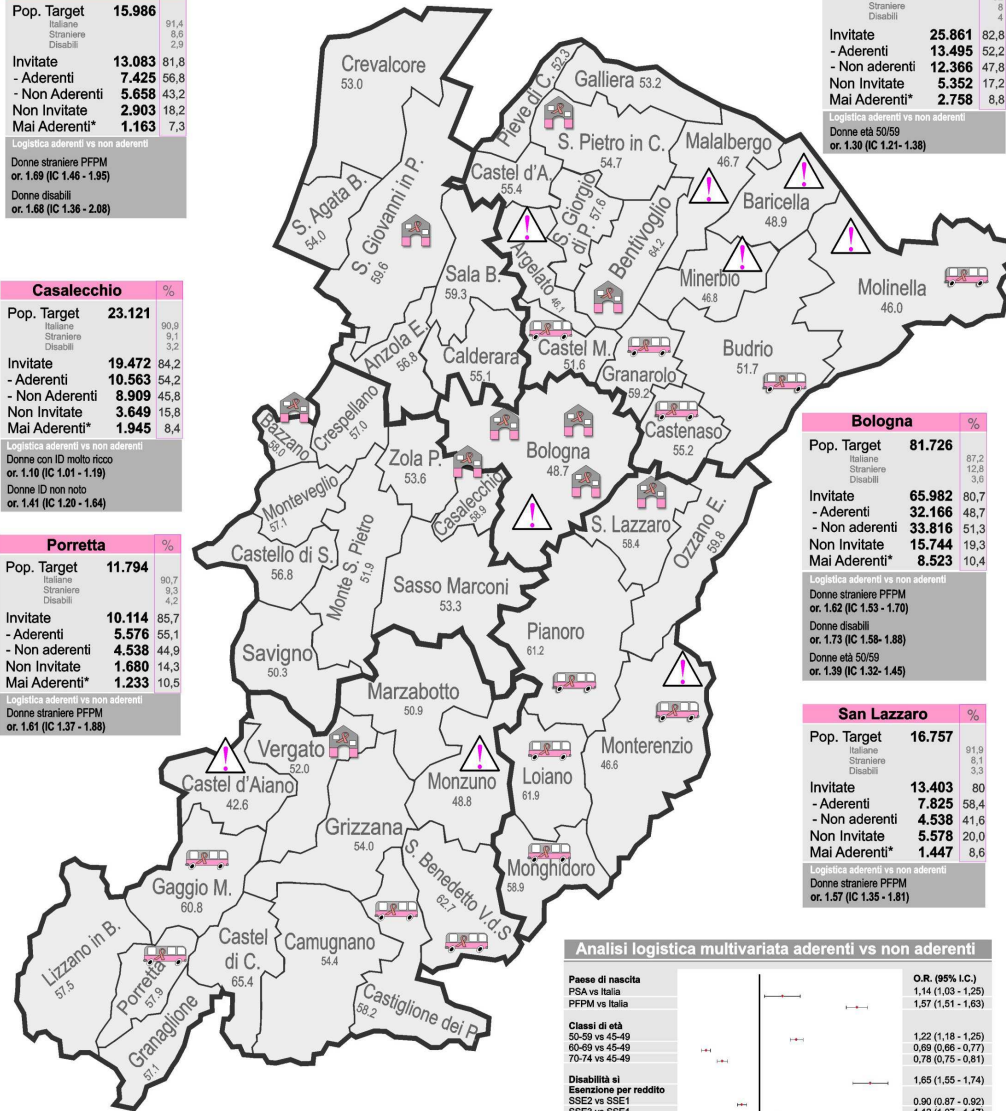 Pop. Target 15.986
Italiane 91,4
Straniere 8,6
Disabili 2,9
Invitate 13.083 81,8
- Aderenti 7.425 56,8
- Non Aderenti 5.658 43,2
Non Invitate 2.903 18,2
Mai Aderenti* 1.163 7,3
Logistica aderenti vs non aderenti
Donne straniere PFPM
or. 1.69 (IC 1.46 - 1.95)
Donne disabili
or. 1.68 (IC 1.36 - 2.08)
Straniere 8
Disabili 4
Invitate 25.861 82,8
- Aderenti 13.495 52,2
- Non aderenti 12.366 47,8
Non Invitate 5.352 17,2
Mai Aderenti* 2.758 8,8
Logistica aderenti vs non aderenti
Donne età 50/59
or. 1.30 (IC 1.21- 1.38)
Casalecchio %
Pop. Target 23.121
Italiane 90,9
Straniere 9,1
Disabili 3,2
Invitate 19.472 84,2
- Aderenti 10.563 54,2
- Non Aderenti 8.909 45,8
Non Invitate 3.649 15,8
Mai Aderenti* 1.945 8,4
Logistica aderenti vs non aderenti
Donne con ID molto ricco
or. 1.10 (IC 1.01 - 1.19)
Donne ID non noto
or. 1.41 (IC 1.20 - 1.64)
Porretta %
Pop. Target 11.794
Italiane 90,7
Straniere 9,3
Disabili 4,2
Invitate 10.114 85,7
- Aderenti 5.576 55,1
- Non aderenti 4.538 44,9
Non Invitate 1.680 14,3
Mai Aderenti* 1.233 10,5
Logistica aderenti vs non aderenti
Donne straniere PFPM
or. 1.61 (IC 1.37 - 1.88)
Crevalcore
53.0
Pieve di C. 52.3
Galliera 53.2
S. Pietro in C.
54.7
Malalbergo
46.7
Castel d'A.
55.4
S. Giorgio
di P. 57.6
Bentivoglio
64.2
Baricella
48.9
S. Agata B.
54.0
S. Giovanni in P.
59.6
Argelato 46.1
Minerbio
46.8
Molinella
46.0
Sala B.
59.3
Anzola E.
56.8
Calderara
55.1
Castel M.
51.6
Granarolo
59.2
Budrio
51.7
Castenaso
55.2
Bazzano
58.0
Crespellano
57.0
Zola P.
53.6
Casalecchio
58.9
Bologna
48.7
S. Lazzaro
58.4
Ozzano E.
59.8
Monteveglio
57.1
Castello di S.
56.8
Monte S. Pietro
51.9
Sasso Marconi
53.3
Pianoro
61.2
Savigno
50.3
Marzabotto
50.9
Vergato
52.0
Castel d'Aiano
42.6
Monzuno
48.8
Loiano
61.9
Monterenzio
46.6
Grizzana
54.0
S. Benedetto V.d.S
62.7
Monghidoro
58.9
Gaggio M.
60.8
Lizzano in B.
57.5
Porretta
57.9
Castel
di C.
65.4
Camugnano
54.4
Castiglione dei P.
58.2
Granaglione
57.1
Bologna %
Pop. Target 81.726
Italiane 87,2
Straniere 12,8
Disabili 3,6
Invitate 65.982 80,7
- Aderenti 32.166 48,7
- Non aderenti 33.816 51,3
Non Invitate 15.744 19,3
Mai Aderenti* 8.523 10,4
Logistica aderenti vs non aderenti
Donne straniere PFPM
or. 1.62 (IC 1.53 - 1.70)
Donne disabili
or. 1.73 (IC 1.58- 1.88)
Donne età 50/59
or. 1.39 (IC 1.32- 1.45)
San Lazzaro %
Pop. Target 16.757
Italiane 91,9
Straniere 8,1
Disabili 3,3
Invitate 13.403 80
- Aderenti 7.825 58,4
- Non aderenti 4.538 41,6
Non Invitate 5.578 20,0
Mai Aderenti* 1.447 8,6
Logistica aderenti vs non aderenti
Donne straniere PFPM
or. 1.57 (IC 1.35 - 1.81)
Analisi logistica multivariata aderenti vs non aderenti
Paese di nascita O.R. (95% I.C.)
PSA vs Italia 1,14 (1,03 - 1,25)
PFPM vs Italia 1,57 (1,51 - 1,63)
Classi di età
50-59 vs 45-49 1,22 (1,18 - 1,25)
60-69 vs 45-49 0,69 (0,66 - 0,77)
70-74 vs 45-49 0,78 (0,75 - 0,81)
Disabilità si 1,65 (1,55 - 1,74)
Esenzione per reddito
SSE2 vs SSE1 0.90 (0.87 - 0.92)